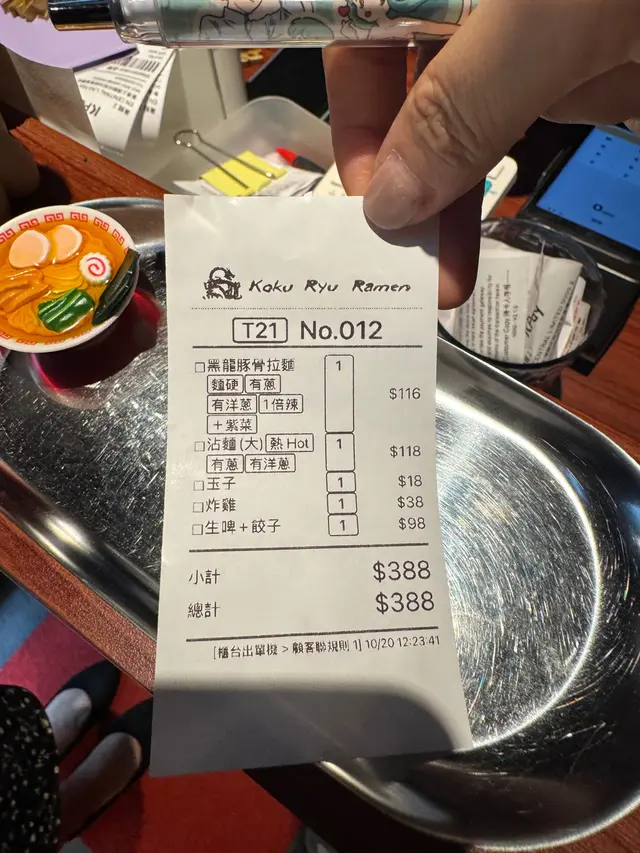 Koku Ryu Ramen
T21 No.012
□黑龍豚骨拉麵 1 $116
麵硬 有蔥
有洋蔥 1倍辣
+紫菜
□沾麵(大) 熱 Hot 1 $118
有蔥 有洋蔥
□玉子 1 $18
□炸雞 1 $38
□生啤+餃子 1 $98
小計 $388
總計 $388
[櫃台出單機 > 顧客聯規則 1] 10/20 12:23:41